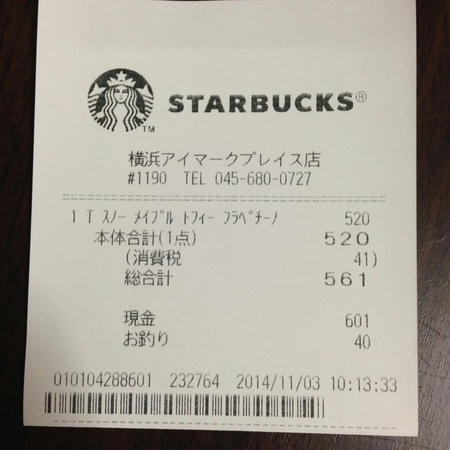 STARBUCKS®
TM
横浜アイマークプレイス店
#1190 TEL 045-680-0727
1 T スノー メイプル トフィー フラペチーノ 520
本体合計(1点) 520
(消費税 41)
総合計 561
現金 601
お釣り 40
010104288601 232764 2014/11/03 10:13:33